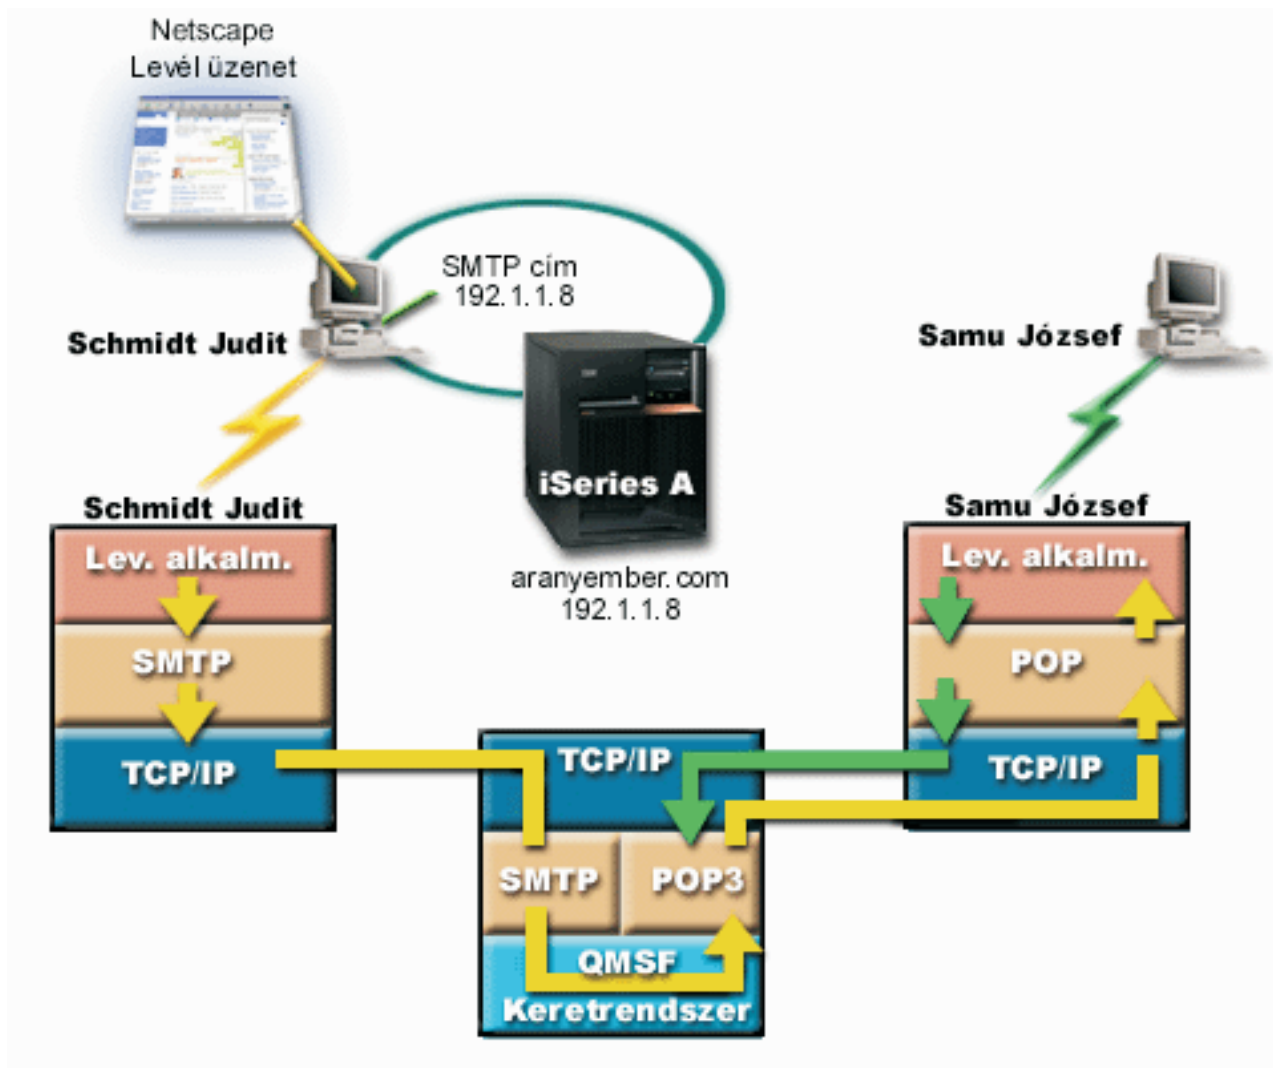 Netscape
Levél üzenet
SMTP cím
192.1.1.8
Schmidt Judit
Samu József
iSeries A
Schmidt Judit
Samu József
Lev. alkalm.
SMTP
TCP/IP
aranyember.com
192.1.1.8
Lev. alkalm.
POP
TCP/IP
TCP/IP
SMTP
POP3
QMSF
Keretrendszer